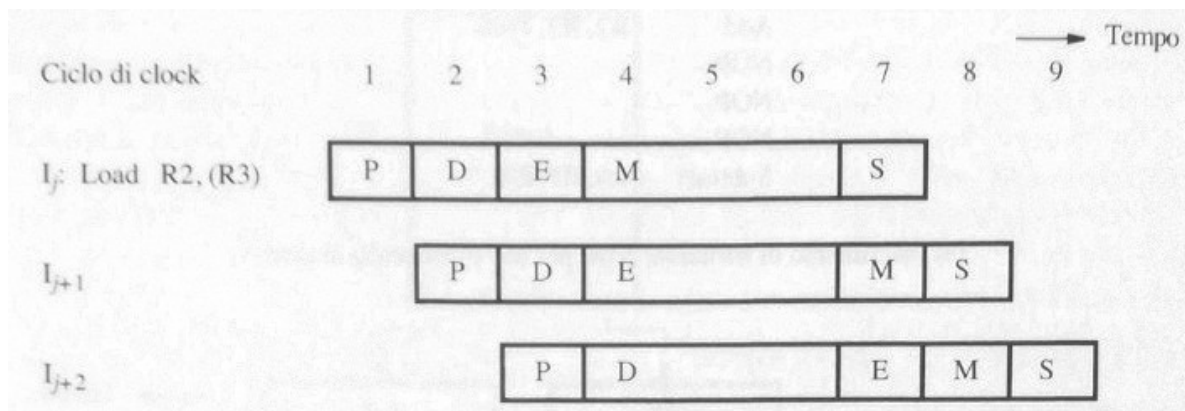 Tempo
Ciclo di clock 1 2 3 4 5 6 7 8 9
Ij: Load R2, (R3) P D E M S
Ij+1 P D E M S
Ij+2 P D E M S